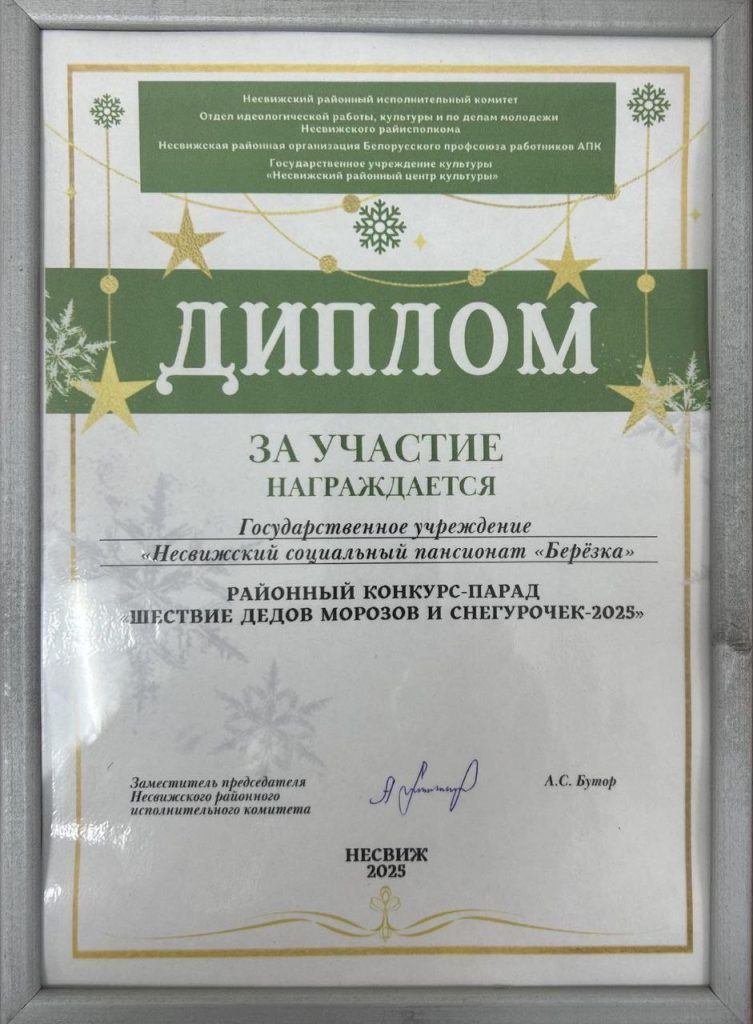 Несвижский районный исполнительный комитет
Отдел идеологической работы, культуры и по делам молодежи
Несвижского райисполкома
Несвижская районная организация Белорусского профсоюза работников АПК
Государственное учреждение культуры
«Несвижский районный центр культуры»
ДИПЛОМ
ЗА УЧАСТИЕ
НАГРАЖДАЕТСЯ
Государственное учреждение
«Несвижский социальный пансионат «Берёзка»
РАЙОННЫЙ КОНКУРС-ПАРАД
«ШЕСТВИЕ ДЕДОВ МОРОЗОВ И СНЕГУРОЧЕК-2025»
Заместитель председателя
Несвижского районного
исполнительного комитета
А.С. Бутор
НЕСВИЖ
2025